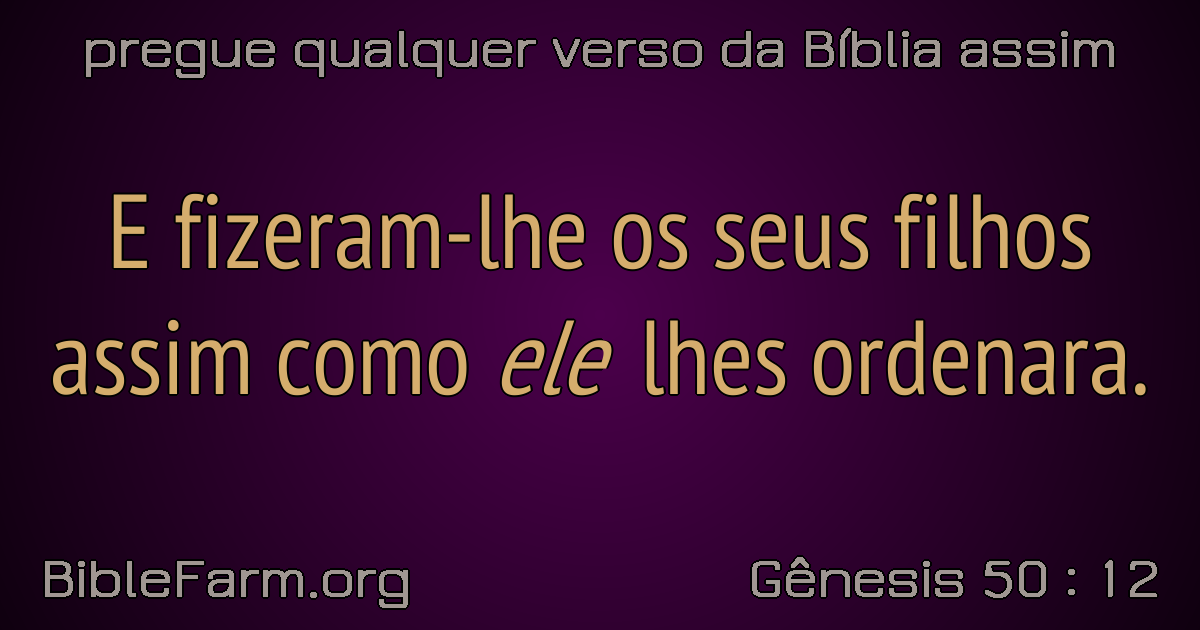 pregue qualquer verso da Bíblia assim
E fizeram-lhe os seus filhos
assim como ele lhes ordenara.
BibleFarm.org
Gênesis 50 : 12